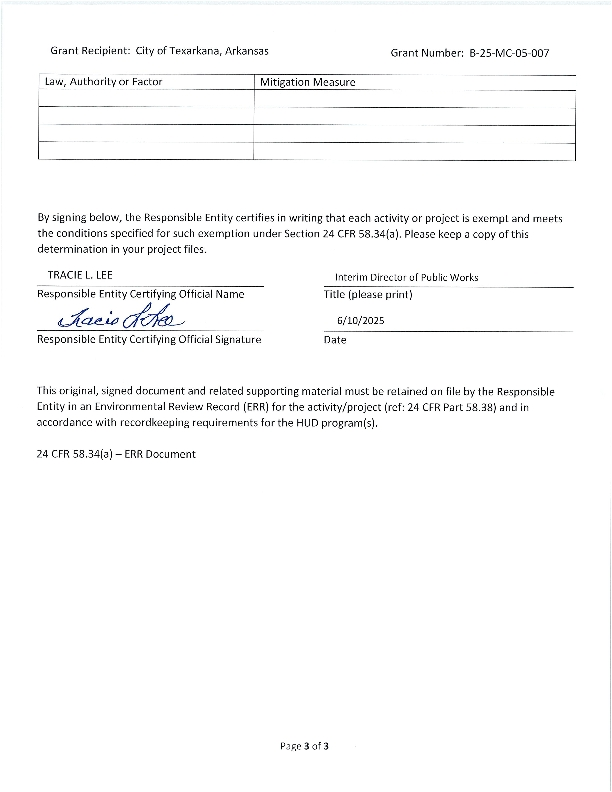 Grant Recipient: City of Texarkana, Arkansas Grant Number: B-25-MC-05-007
Law, Authority or Factor Mitigation Measure
By signing below, the Responsible Entity certifies in writing that each activity or project is exempt and meets
the conditions specified for such exemption under Section 24 CFR 58.34(a). Please keep a copy of this
determination in your project files.
TRACIE L. LEE Interim Director of Public Works
Responsible Entity Certifying Official Name Title (please print)
Tracie L Lee 6/10/2025
Responsible Entity Certifying Official Signature Date
This original, signed document and related supporting material must be retained on file by the Responsible
Entity in an Environmental Review Record (ERR) for the activity/project (ref: 24 CFR Part 58.38) and in
accordance with recordkeeping requirements for the HUD program(s).
24 CFR 58.34(a) – ERR Document
Page 3 of 3